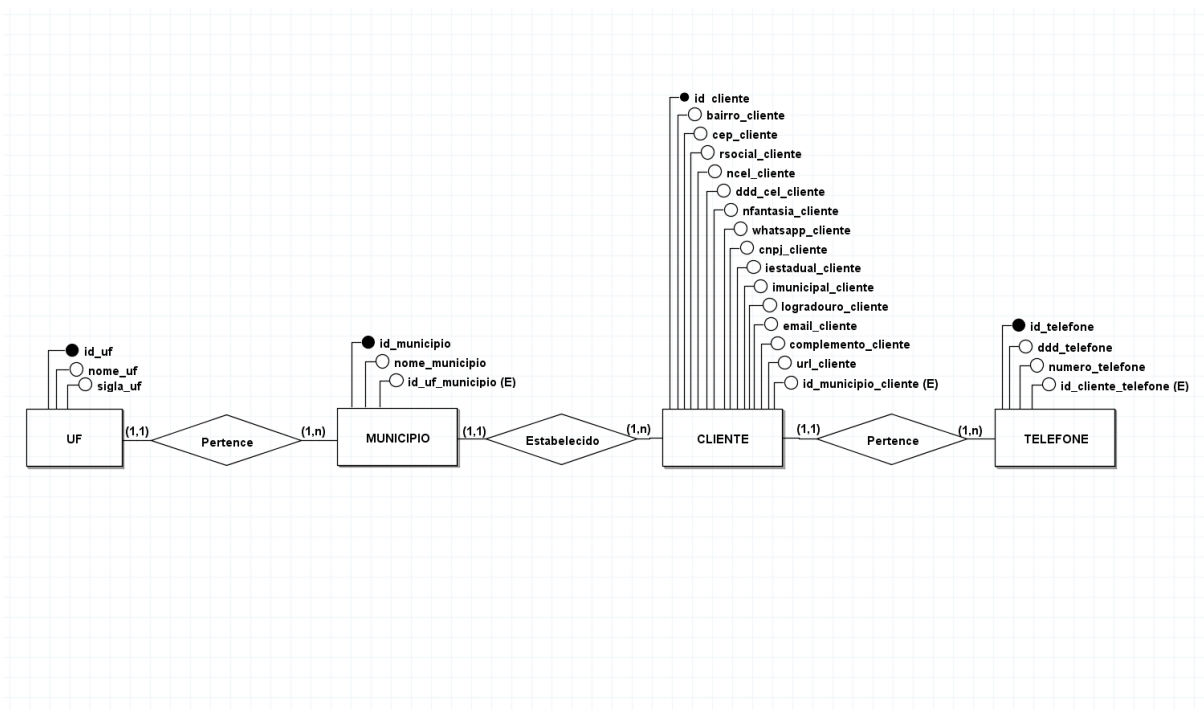 id_cliente
bairro_cliente
cep_cliente
rsocial_cliente
ncel_cliente
ddd_cel_cliente
nfantasia_cliente
whatsapp_cliente
cnpj_cliente
iestadual_cliente
imunicipal_cliente
logradouro_cliente
email_cliente
complemento_cliente
url_cliente
id_municipio_cliente (E)
id_uf
nome_uf
sigla_uf
id_municipio
nome_municipio
id_uf_municipio (E)
id_telefone
ddd_telefone
numero_telefone
id_cliente_telefone (E)
UF
(1,1)
Pertence
(1,n)
MUNICIPIO
(1,1)
Estabelecido
(1,n)
CLIENTE
(1,1)
Pertence
(1,n)
TELEFONE